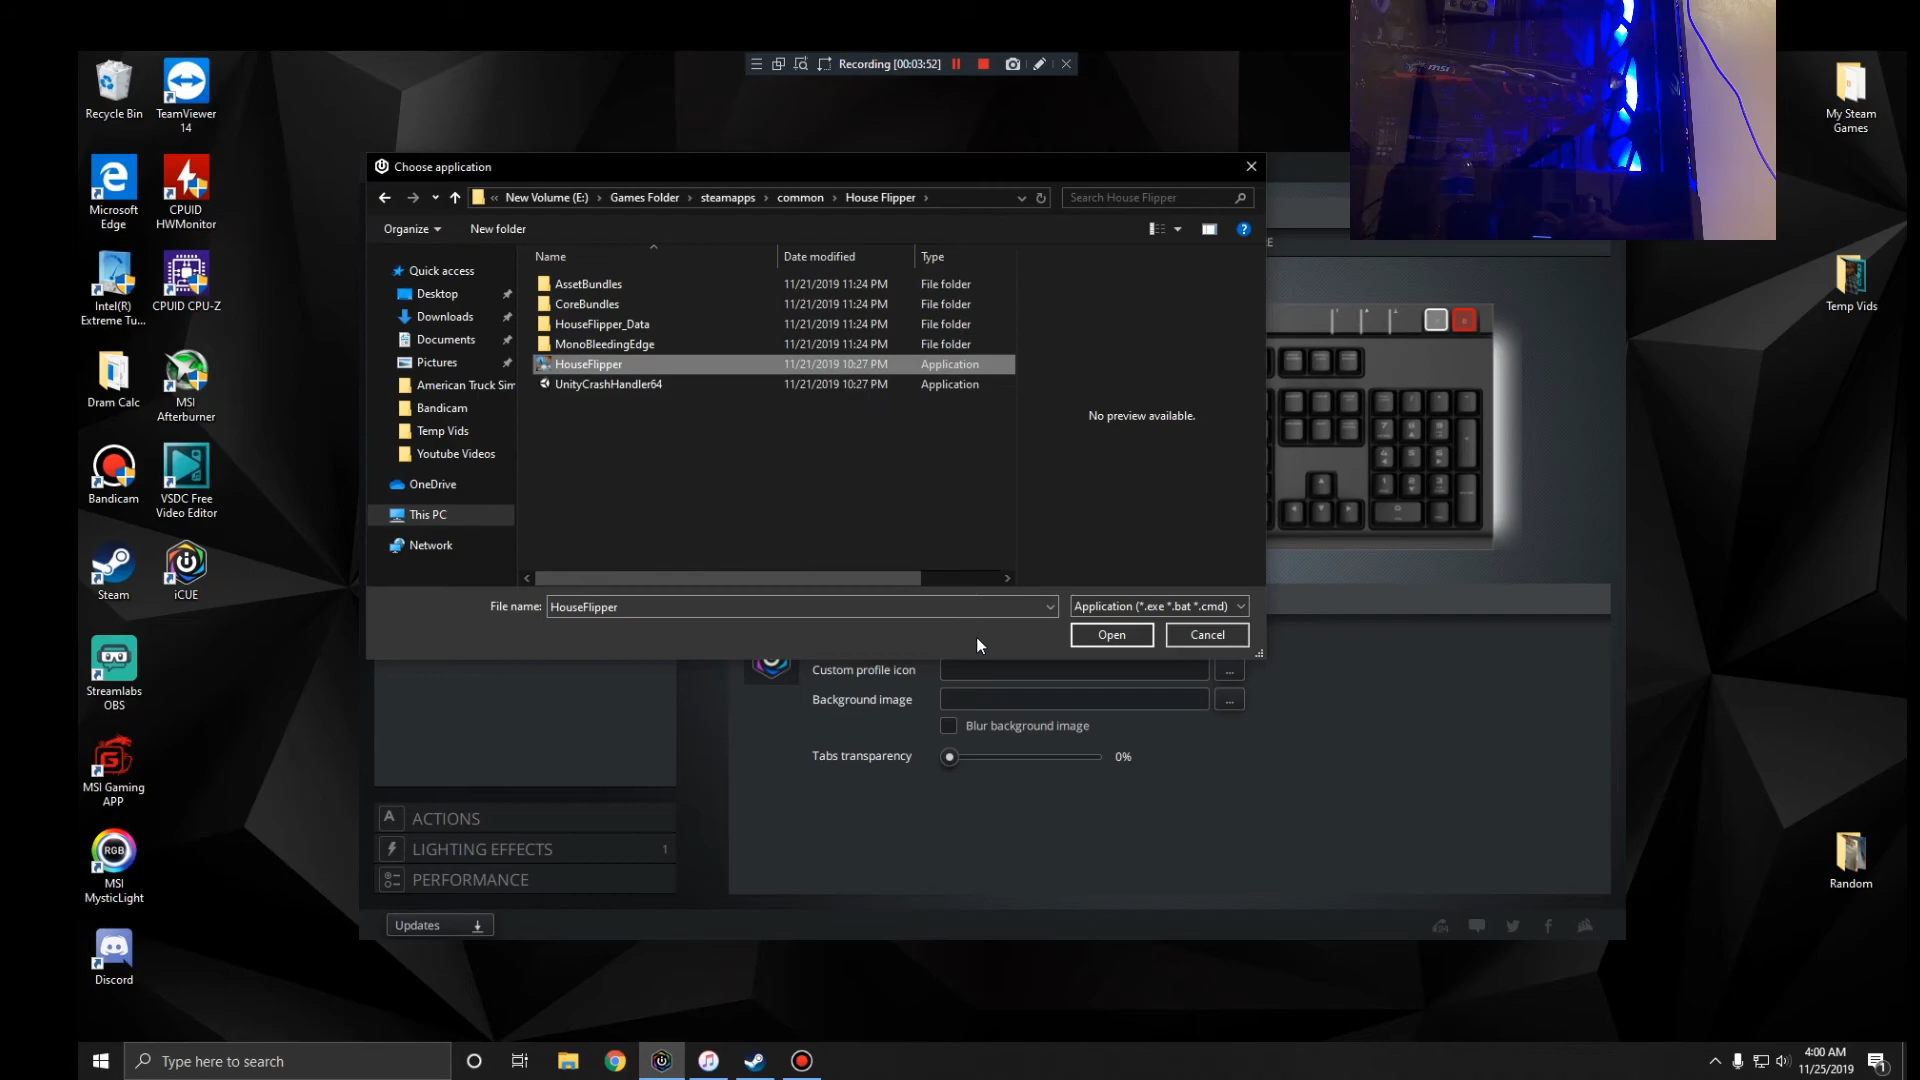 Recording [00:03:52]
msi
Recycle Bin
TeamViewer 14
Microsoft Edge
CPUID HWMonitor
Intel(R) Extreme Tu...
CPUID CPU-Z
Dram Calc
MSI Afterburner
Bandicam
VSDC Free Video Editor
Steam
iCUE
Streamlabs OBS
MSI Gaming APP
RGB
MSI MysticLight
Discord
My Steam Games
Temp Vids
Random
Choose application
« New Volume (E:) › Games Folder › steamapps › common › House Flipper ›
Search House Flipper
Organize
New folder
Name Date modified Type
AssetBundles 11/21/2019 11:24 PM File folder
CoreBundles 11/21/2019 11:24 PM File folder
HouseFlipper_Data 11/21/2019 11:24 PM File folder
MonoBleedingEdge 11/21/2019 11:24 PM File folder
HouseFlipper 11/21/2019 10:27 PM Application
UnityCrashHandler64 11/21/2019 10:27 PM Application
Quick access
Desktop
Downloads
Documents
Pictures
American Truck Sim
Bandicam
Temp Vids
Youtube Videos
OneDrive
This PC
Network
No preview available.
File name: HouseFlipper
Application (*.exe *.bat *.cmd)
Open
Cancel
E
Custom profile icon ...
Background image ...
Blur background image
Tabs transparency 0%
A ACTIONS
LIGHTING EFFECTS 1
PERFORMANCE
Updates
Type here to search
4:00 AM
11/25/2019
1